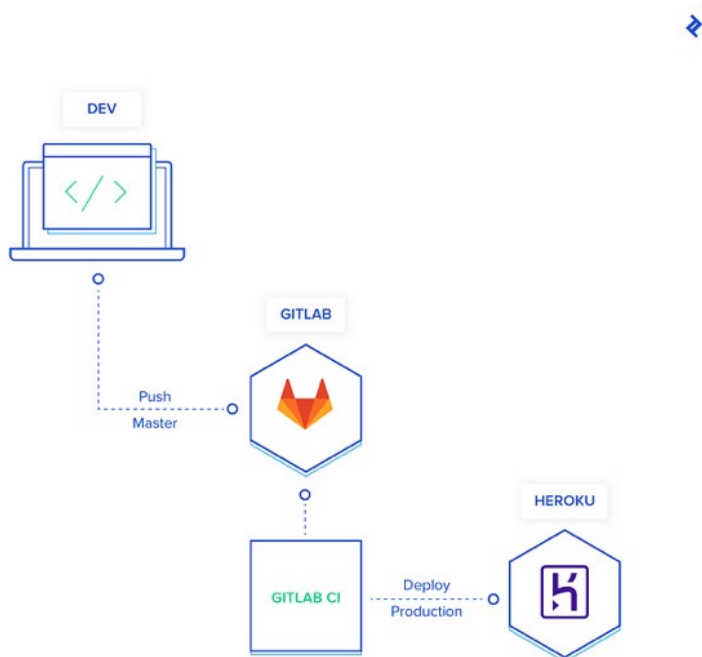 DEV
</>
GITLAB
Push
Master
HEROKU
GITLAB CI
Deploy
Production